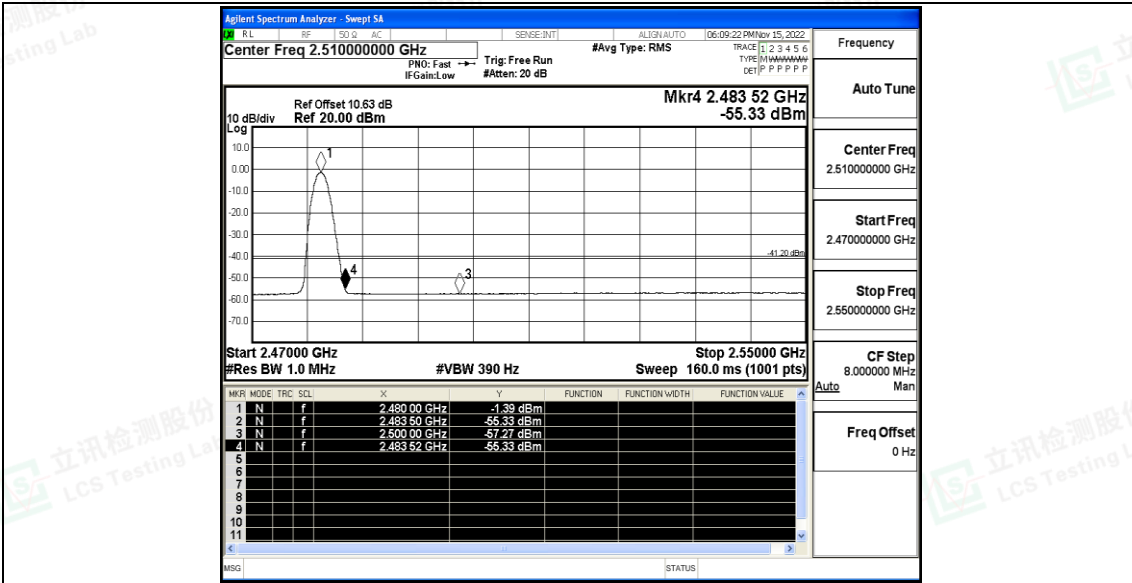 Agilent Spectrum Analyzer - Swept SA
RL RF 50 Ω AC SENSE:INT ALIGNAUTO 06:09:22 PM Nov 15, 2022
Center Freq 2.510000000 GHz
PNO: Fast
IFGain:Low
Trig: Free Run
#Atten: 20 dB
#Avg Type: RMS
TRACE 1 2 3 4 5 6
TYPE M
DET P P P P P P
Ref Offset 10.63 dB
Ref 20.00 dBm
10 dB/div
Log
Mkr4 2.483 52 GHz
-55.33 dBm
10.0
0.00
-10.0
-20.0
-30.0
-40.0
-50.0
-60.0
-70.0
1
4
3
-41.20 dBm
Start 2.47000 GHz Stop 2.55000 GHz
#Res BW 1.0 MHz #VBW 390 Hz Sweep 160.0 ms (1001 pts)
MKR MODE TRC SCL X Y FUNCTION FUNCTION WIDTH FUNCTION VALUE
1 N f 2.480 00 GHz -1.39 dBm
2 N f 2.483 50 GHz -55.33 dBm
3 N f 2.500 00 GHz -57.27 dBm
4 N f 2.483 52 GHz -55.33 dBm
5
6
7
8
9
10
11
MSG STATUS
Frequency
Auto Tune
Center Freq
2.510000000 GHz
Start Freq
2.470000000 GHz
Stop Freq
2.550000000 GHz
CF Step
8.000000 MHz
Auto Man
Freq Offset
0 Hz
立讯检测股份
LCS Testing Lab
立讯检测股份